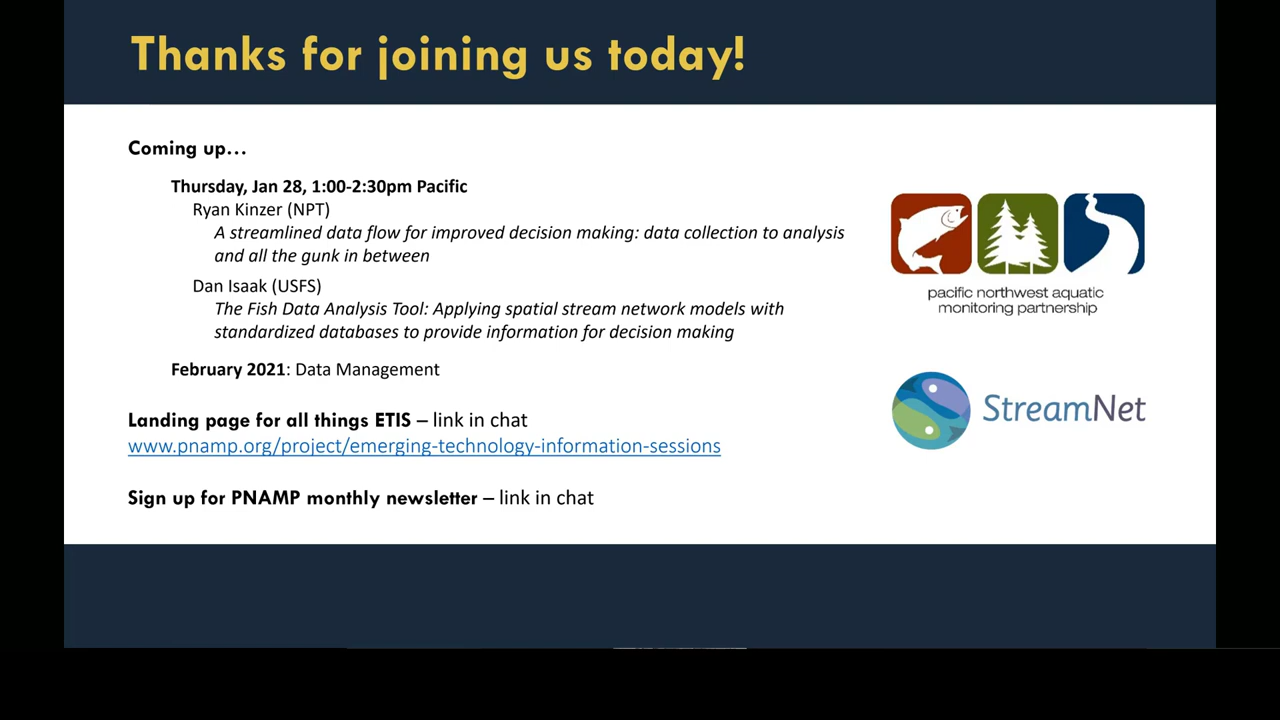 Thanks for joining us today!
Coming up...
Thursday, Jan 28, 1:00-2:30pm Pacific
Ryan Kinzer (NPT)
A streamlined data flow for improved decision making: data collection to analysis
and all the gunk in between
Dan Isaak (USFS)
The Fish Data Analysis Tool: Applying spatial stream network models with
standardized databases to provide information for decision making
February 2021: Data Management
Landing page for all things ETIS – link in chat
www.pnamp.org/project/emerging-technology-information-sessions
Sign up for PNAMP monthly newsletter – link in chat
pacific northwest aquatic
monitoring partnership
StreamNet